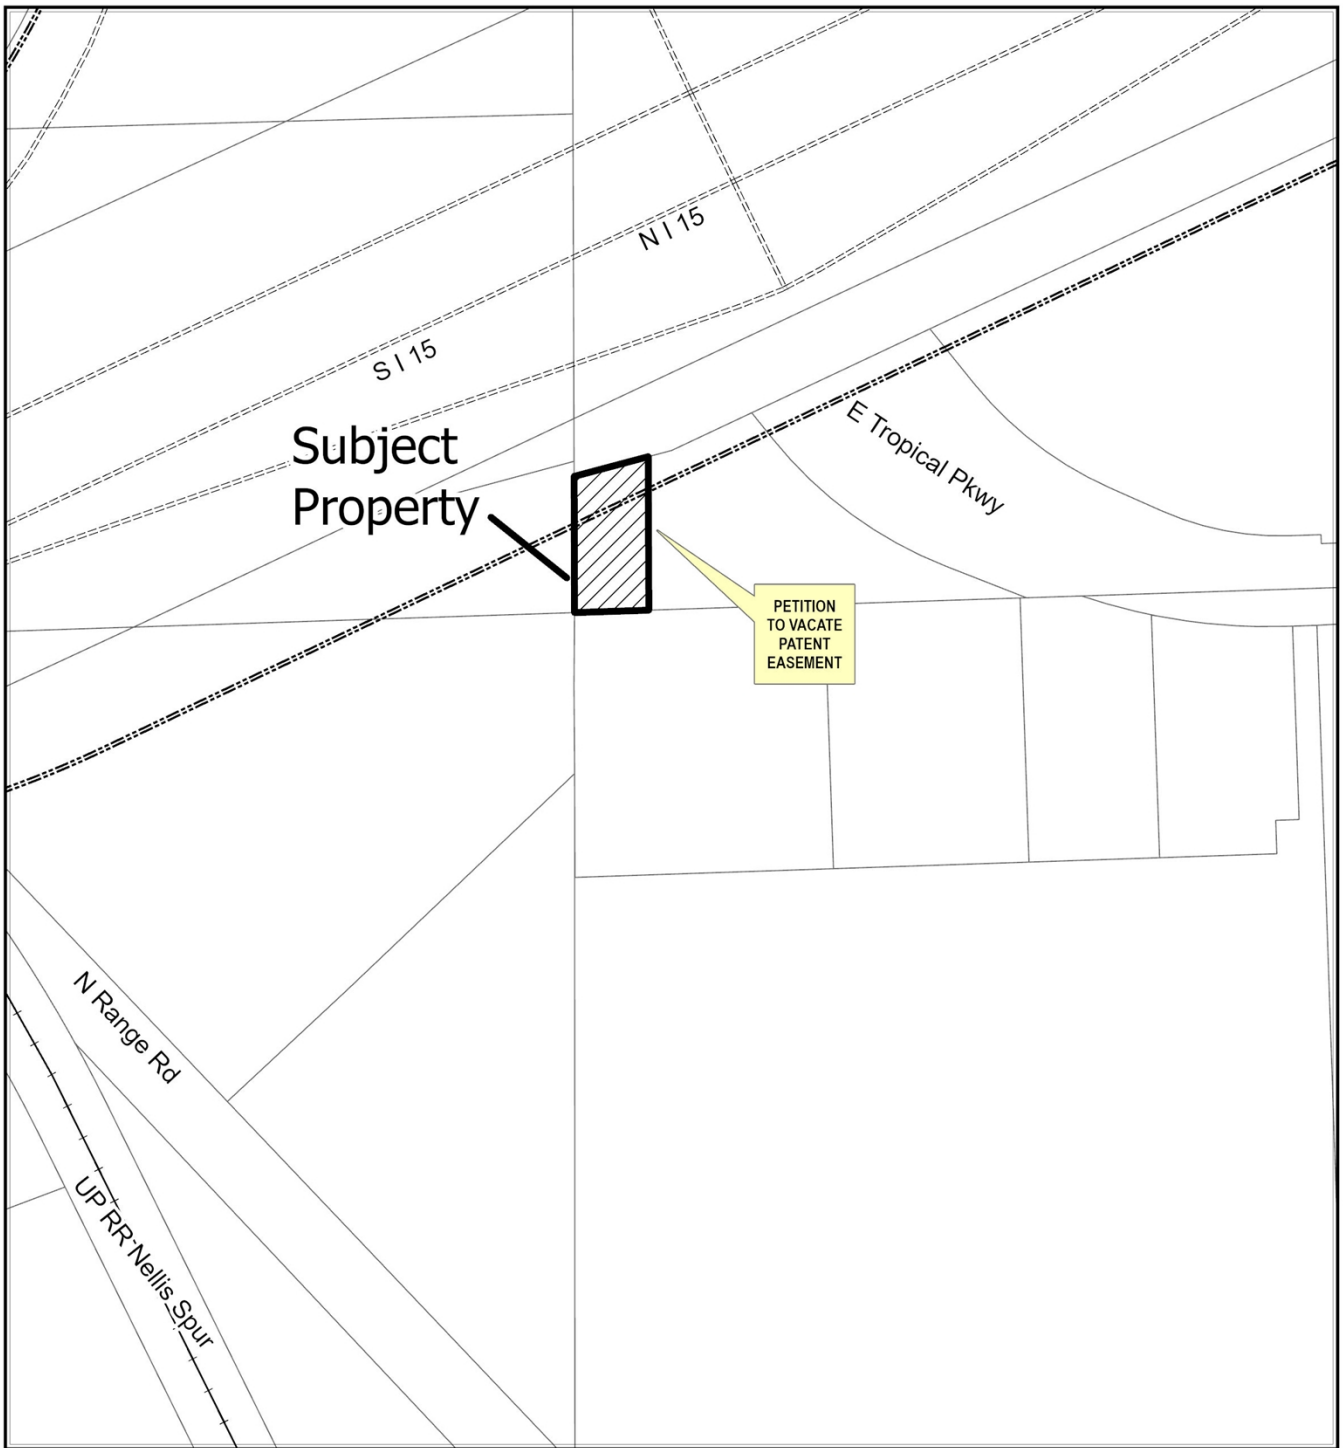 N I 15
S I 15
E Tropical Pkwy
Subject
Property
PETITION
TO VACATE
PATENT
EASEMENT
N Range Rd
UP RR-Nellis Spur